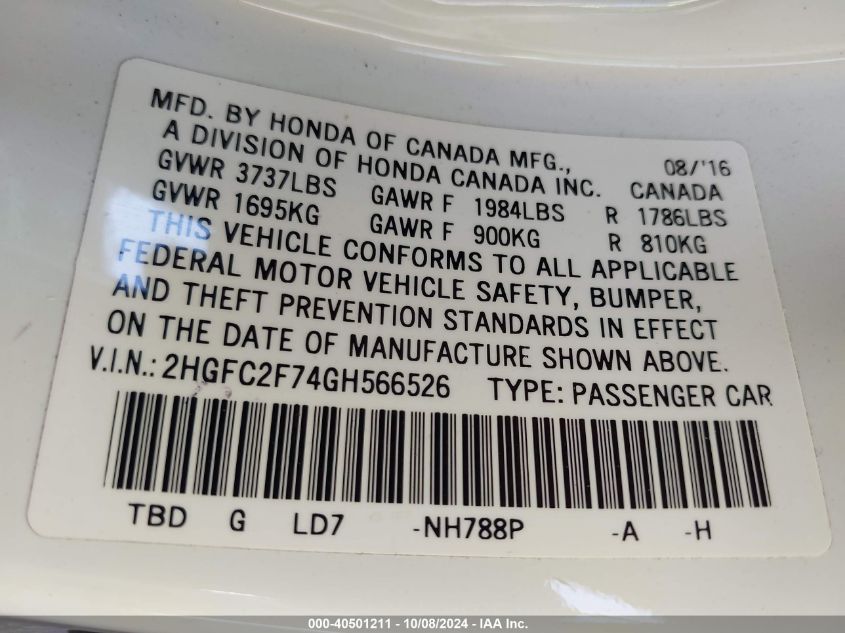 MFD. BY HONDA OF CANADA MFG., 08/'16
A DIVISION OF HONDA CANADA INC. CANADA
GVWR 3737LBS GAWR F 1984LBS R 1786LBS
GVWR 1695KG GAWR F 900KG R 810KG
THIS VEHICLE CONFORMS TO ALL APPLICABLE
FEDERAL MOTOR VEHICLE SAFETY, BUMPER,
AND THEFT PREVENTION STANDARDS IN EFFECT
ON THE DATE OF MANUFACTURE SHOWN ABOVE.
V.I.N.: 2HGFC2F74GH566526 TYPE: PASSENGER CAR
TBD G LD7 -NH788P -A -H
000-40501211 - 10/08/2024 - IAA Inc.